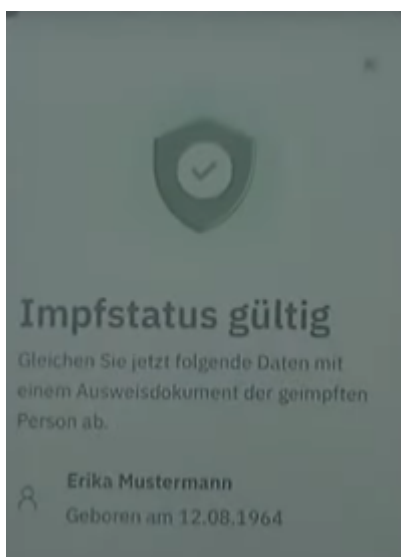 Impfstatus gültig
Gleichen Sie jetzt folgende Daten mit
einem Ausweisdokument der geimpften
Person ab.
Erika Mustermann
Geboren am 12.08.1964